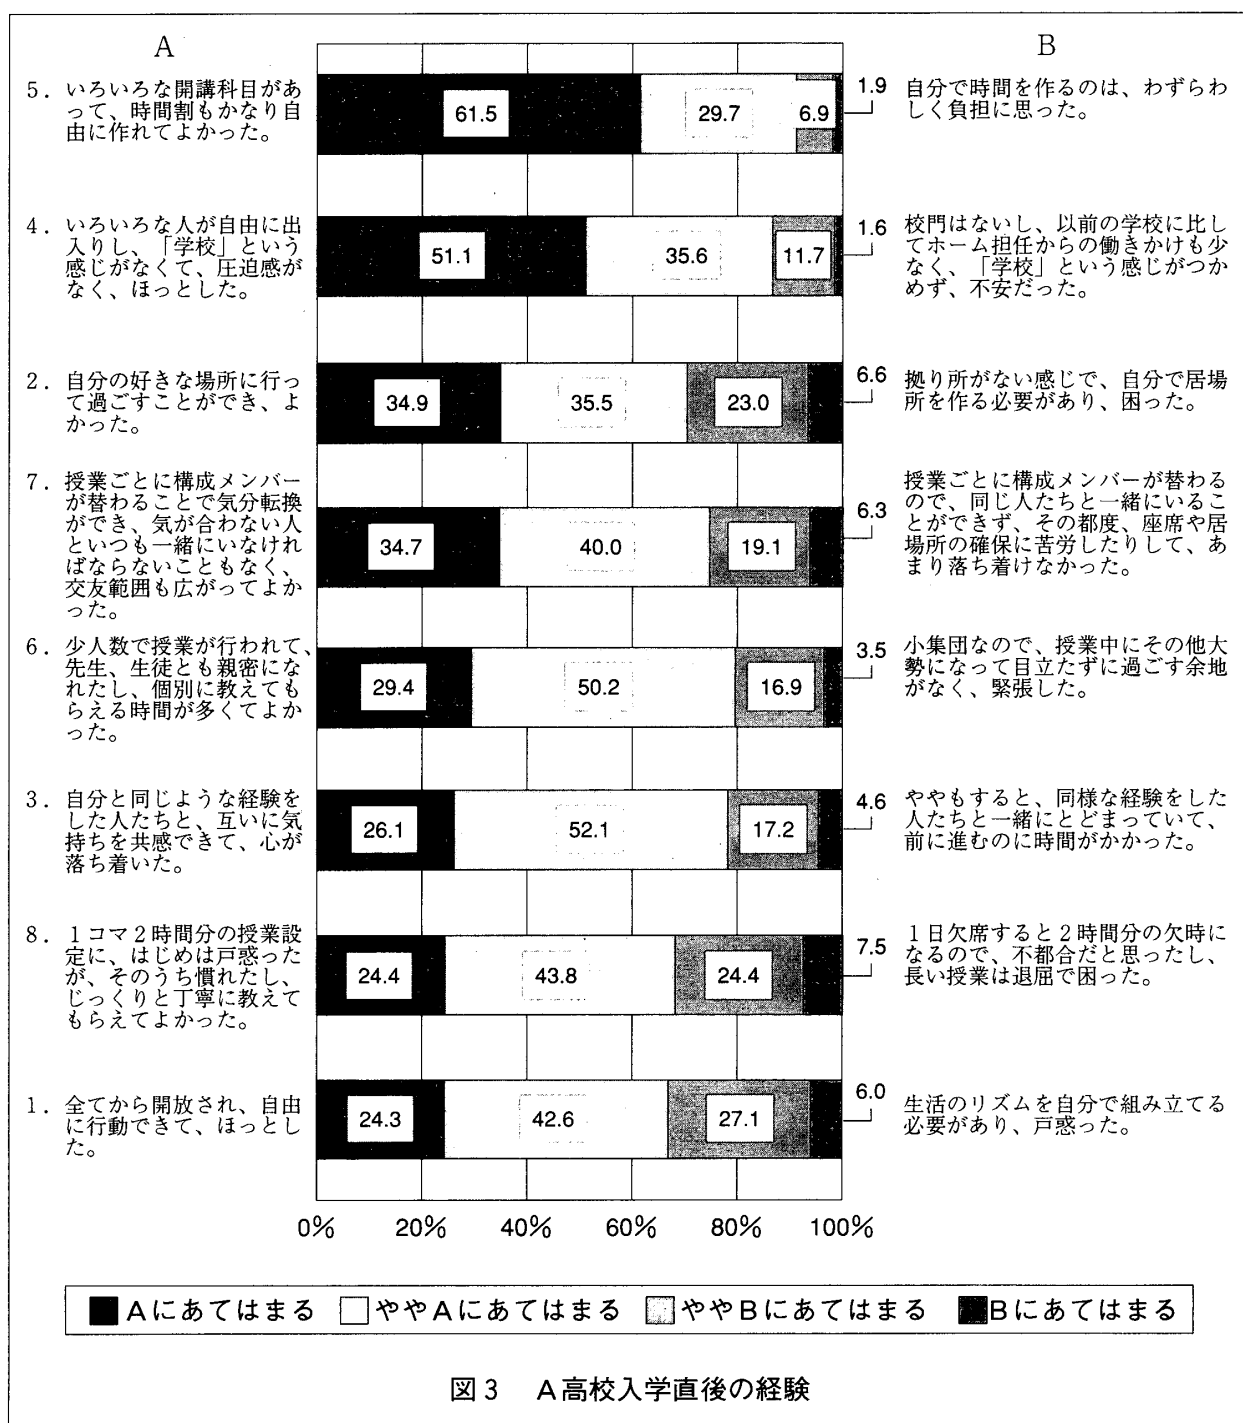 A
B
5．いろいろな開講科目があ
って、時間割もかなり自
由に作れてよかった。
61.5
29.7
6.9
1.9
自分で時間を作るのは、わずらわ
しく負担に思った。
4．いろいろな人が自由に出
入りし、「学校」という
感じがなくて、圧迫感が
なく、ほっとした。
51.1
35.6
11.7
1.6
校門はないし、以前の学校に比し
てホーム担任からの働きかけも少
なく、「学校」という感じがつか
めず、不安だった。
2．自分の好きな場所に行っ
て過ごすことができ、よ
かった。
34.9
35.5
23.0
6.6
拠り所がない感じで、自分で居場
所を作る必要があり、困った。
7．授業ごとに構成メンバー
が替わることで気分転換
ができ、気が合わない人
といつも一緒にいなけれ
ばならないこともなく、
交友範囲も広がってよか
った。
34.7
40.0
19.1
6.3
授業ごとに構成メンバーが替わる
ので、同じ人たちと一緒にいるこ
とができず、その都度、座席や居
場所の確保に苦労したりして、あ
まり落ち着けなかった。
6．少人数で授業が行われて、
先生、生徒とも親密にな
れたし、個別に教えても
らえる時間が多くてよか
った。
29.4
50.2
16.9
3.5
小集団なので、授業中にその他大
勢になって目立たずに過ごす余地
がなく、緊張した。
3．自分と同じような経験を
した人たちと、互いに気
持ちを共感できて、心が
落ち着いた。
26.1
52.1
17.2
4.6
ややもすると、同様な経験をした
人たちと一緒にとどまっていて、
前に進むのに時間がかかった。
8．1コマ2時間分の授業設
定に、はじめは戸惑った
が、そのうち慣れたし、
じっくりと丁寧に教えて
もらえてよかった。
24.4
43.8
24.4
7.5
1日欠席すると2時間分の欠時に
なるので、不都合だと思ったし、
長い授業は退屈で困った。
1．全てから開放され、自由
に行動できて、ほっとし
た。
24.3
42.6
27.1
6.0
生活のリズムを自分で組み立てる
必要があり、戸惑った。
0% 20% 40% 60% 80% 100%
Aにあてはまる ややAにあてはまる ややBにあてはまる Bにあてはまる
図3 A高校入学直後の経験